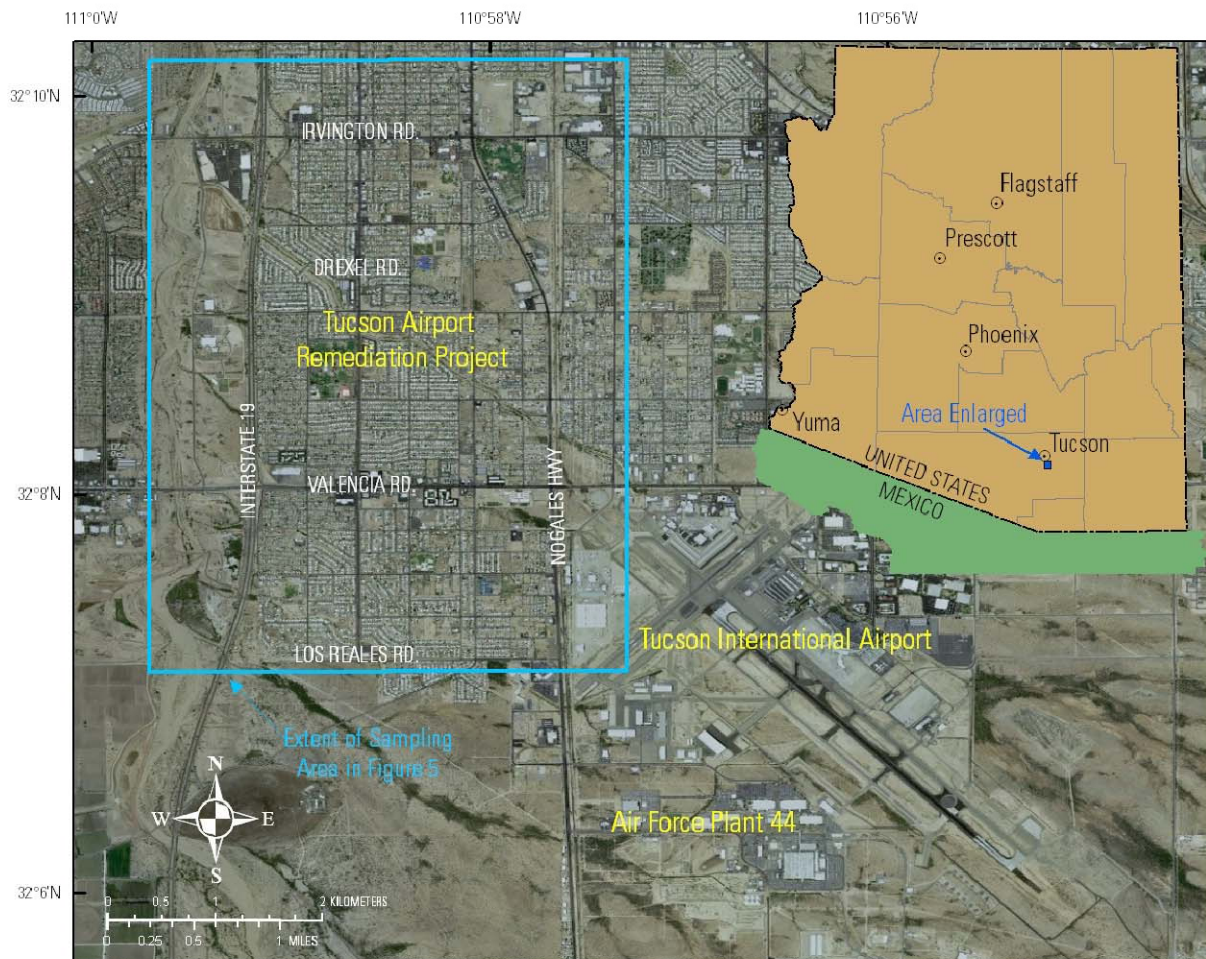 111°0'W
110°58'W
110°56'W
32°10'N
IRVINGTON RD.
Flagstaff
Prescott
DREXEL RD.
Tucson Airport
Remediation Project
Phoenix
Area Enlarged
Yuma
Tucson
UNITED STATES
MEXICO
INTERSTATE 19
VALENCIA RD.
NOGALES HWY
32°8'N
Tucson International Airport
LOS REALES RD.
Extent of Sampling
Area in Figure 5
N
W
E
S
Air Force Plant 44
32°6'N
0 0.5 1 2 KILOMETERS
0 0.25 0.5 1 MILES